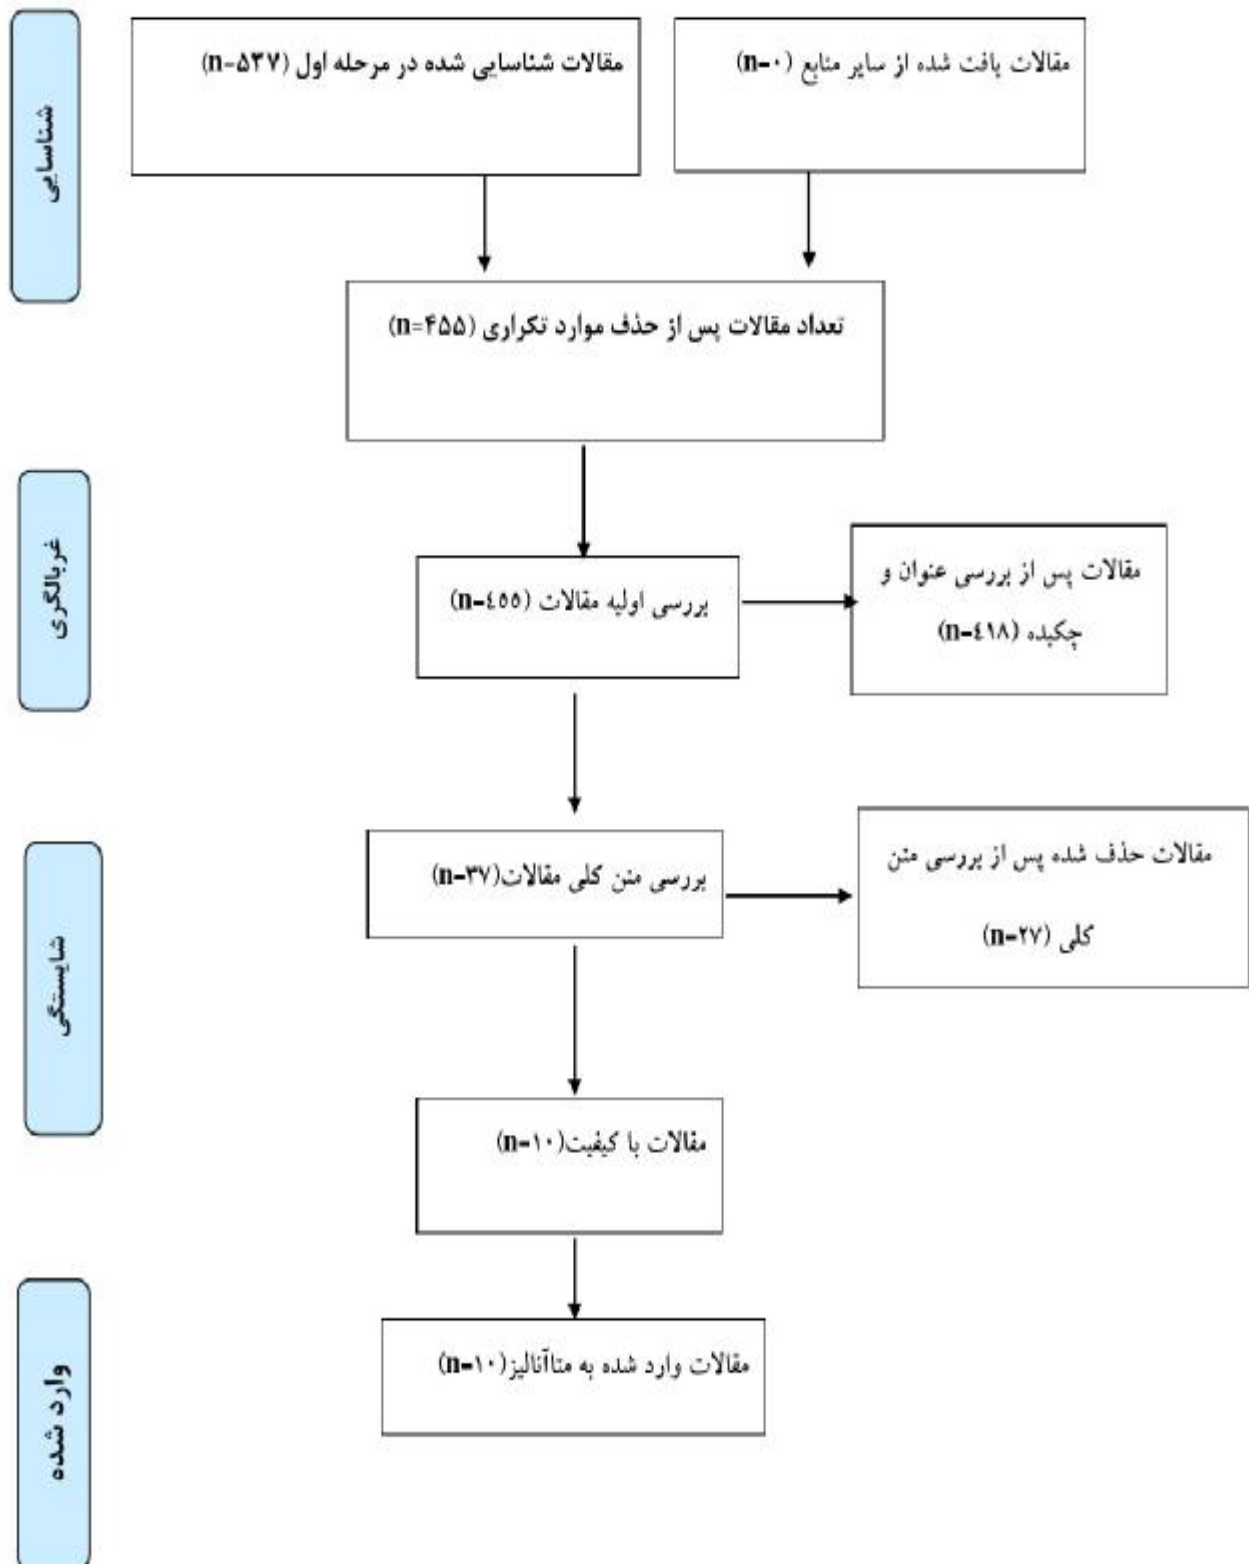 شناسایی
مقالات شناسایی شده در مرحله اول (n=۵۳۷)
مقالات یافت شده از سایر منابع (n=۰)
تعداد مقالات پس از حذف موارد تکراری (n=۴۵۵)
غربالگری
بررسی اولیه مقالات (n=٤٥٥)
مقالات پس از بررسی عنوان و
چکیده (n=٤١٨)
شایستگی
بررسی متن کلی مقالات(n=۳۷)
مقالات حذف شده پس از بررسی متن
کلی (n=۲۷)
مقالات با کیفیت(n=۱۰)
وارد شده
مقالات وارد شده به متاآنالیز(n=۱۰)